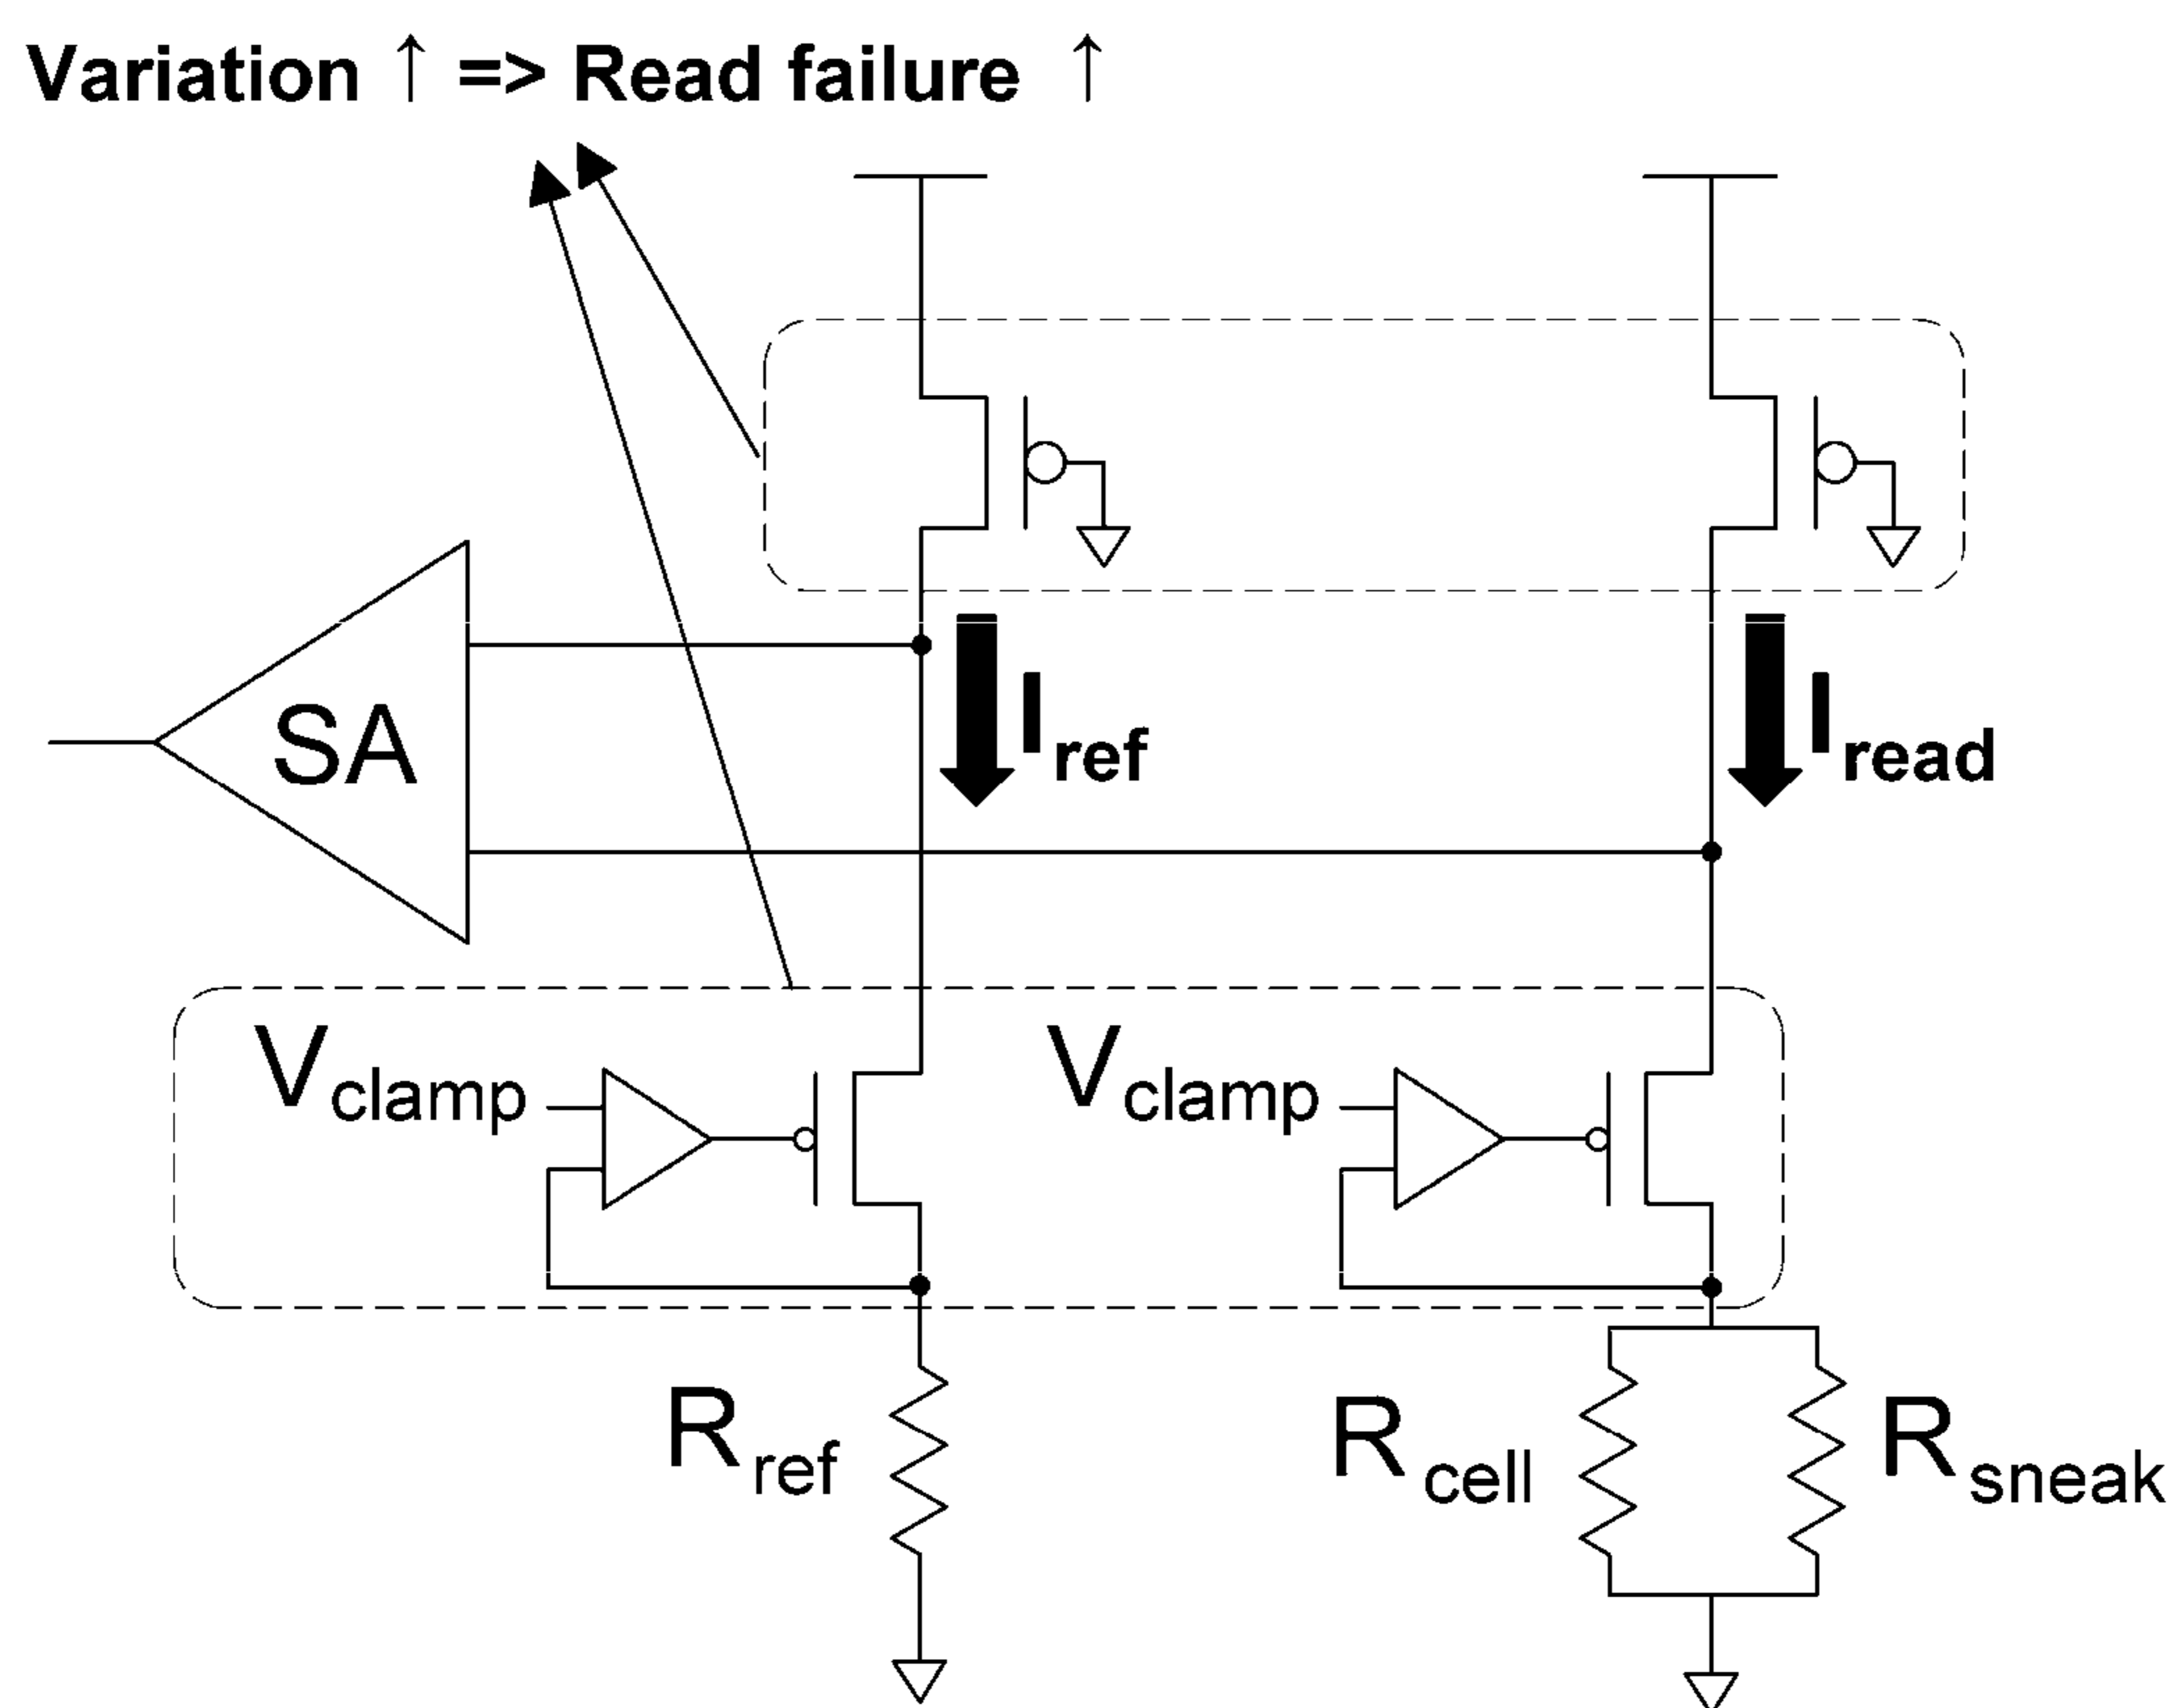 Variation ↑ => Read failure ↑
SA
Iref
Iread
Vclamp
Vclamp
Rref
Rcell
Rsneak